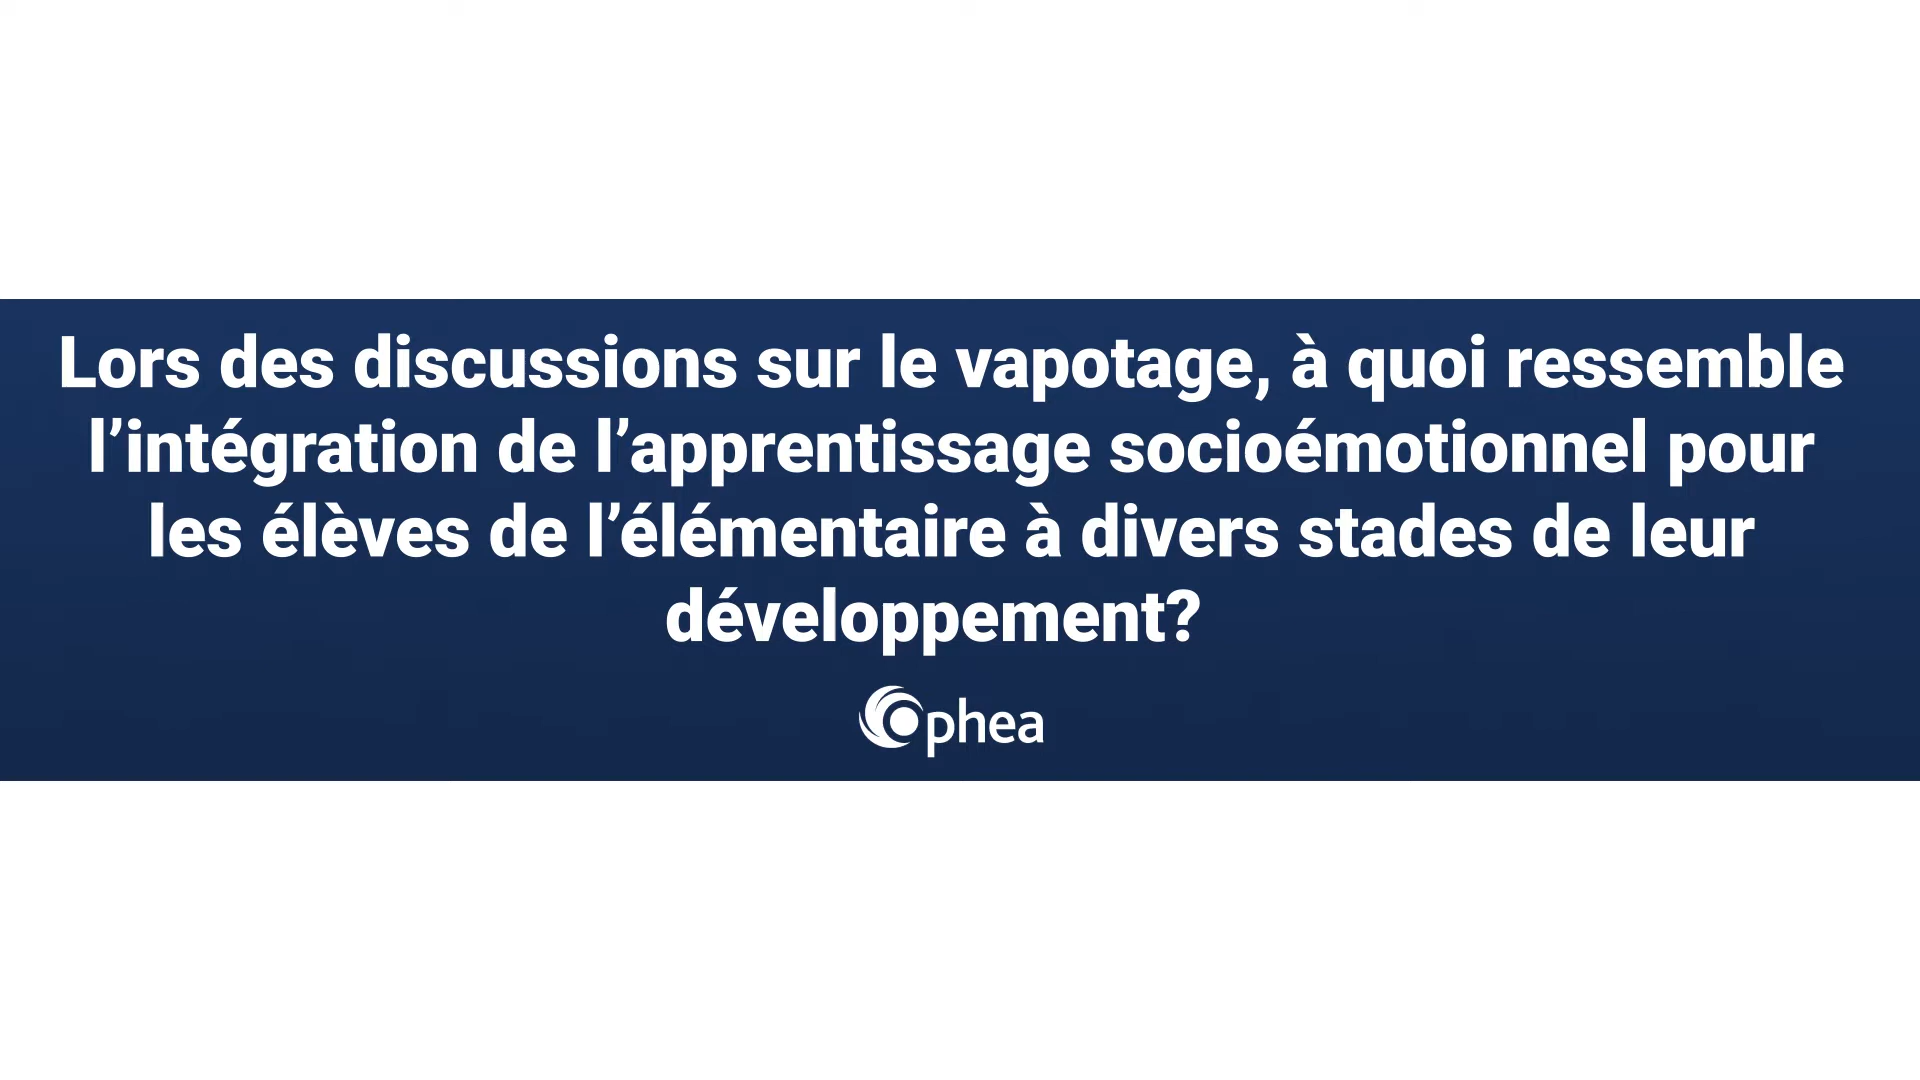 Lors des discussions sur le vapotage, à quoi ressemble
l’intégration de l’apprentissage socioémotionnel pour
les élèves de l’élémentaire à divers stades de leur
développement?
Ophea